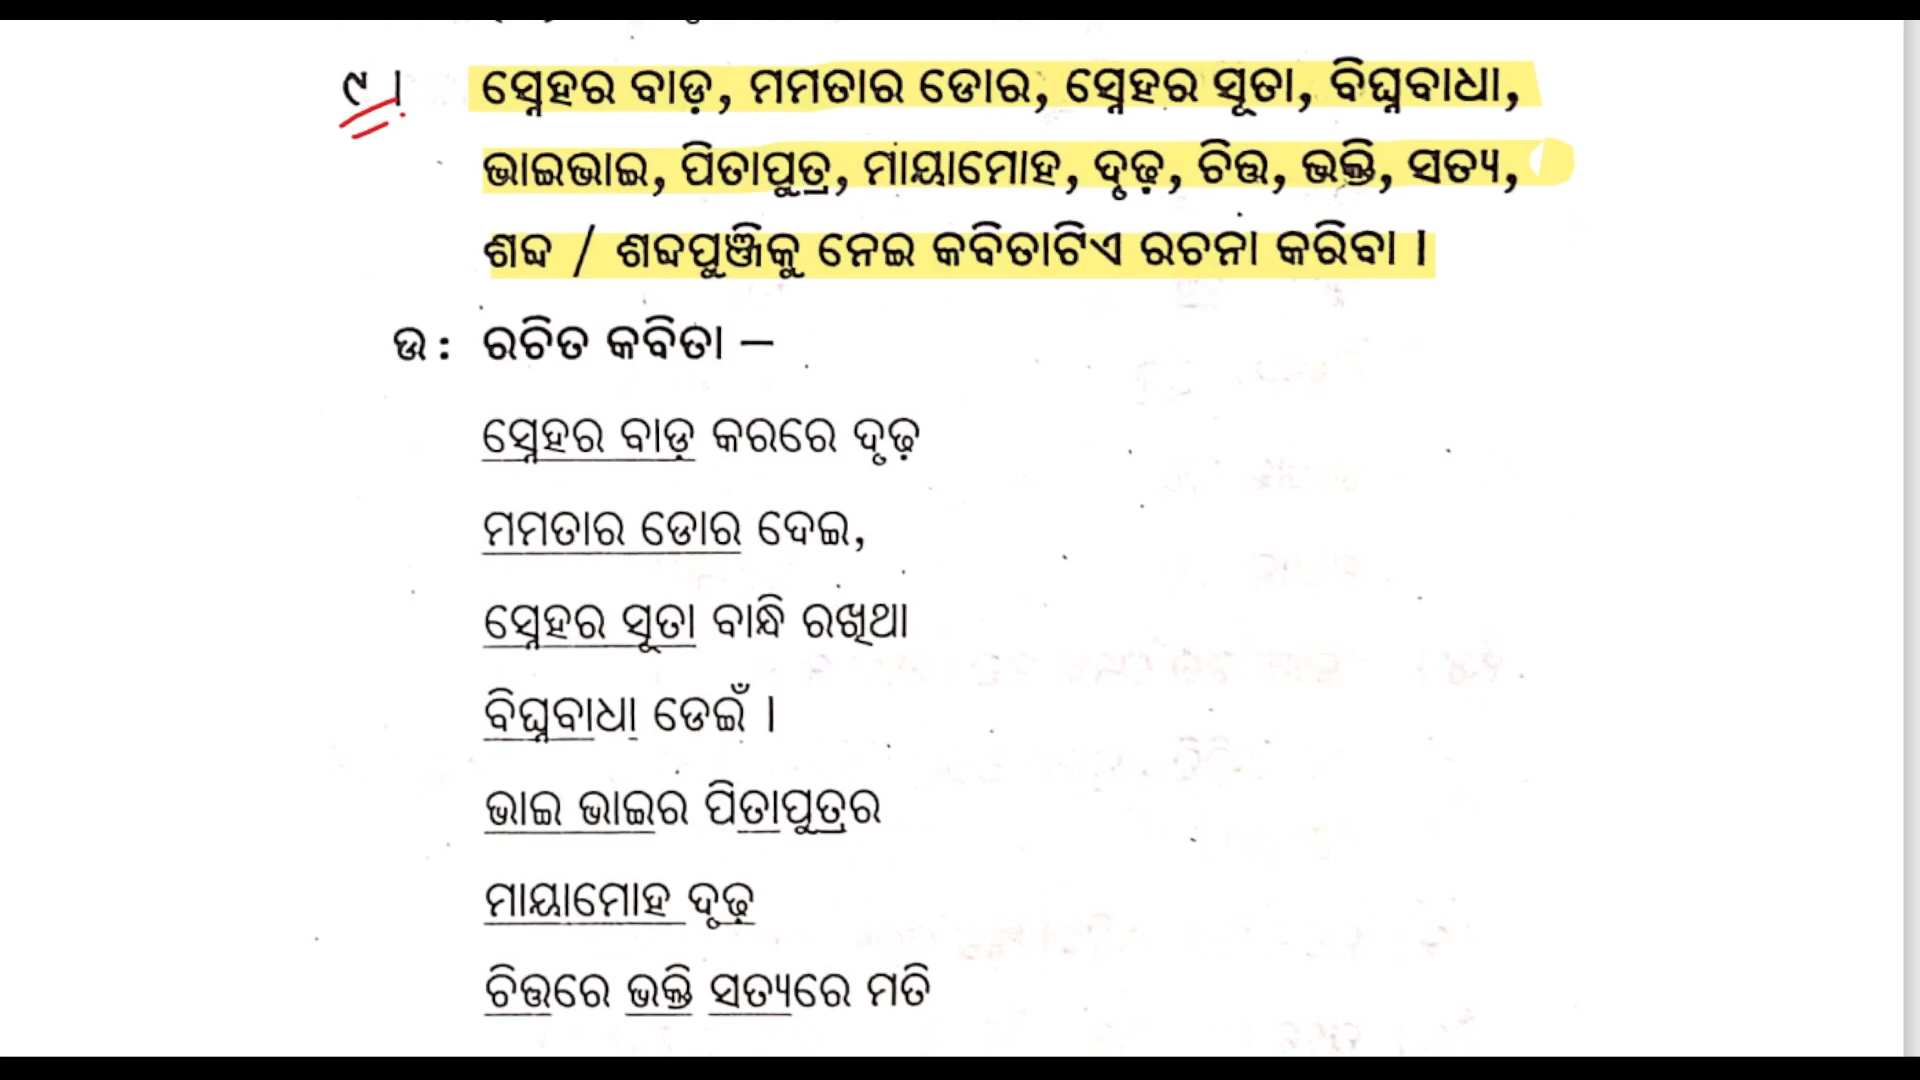 ୯ । ସ୍ନେହର ବାଡ଼, ମମତାର ଡୋର, ସ୍ନେହର ସୂତା, ବିଘ୍ନବାଧା,
ଭାଇଭାଇ, ପିତାପୁତ୍ର, ମାୟାମୋହ, ଦୃଢ଼, ଚିତ୍ତ, ଭକ୍ତି, ସତ୍ୟ,
ଶବ୍ଦ / ଶବ୍ଦପୁଞ୍ଜିକୁ ନେଇ କବିତାଟିଏ ରଚନା କରିବା ।
ଉ : ରଚିତ କବିତା –
ସ୍ନେହର ବାଡ଼ କରରେ ଦୃଢ଼
ମମତାର ଡୋର ଦେଇ,
ସ୍ନେହର ସୂତା ବାନ୍ଧି ରଖିଥା
ବିଘ୍ନବାଧା ଡେଇଁ ।
ଭାଇ ଭାଇର ପିତାପୁତ୍ରର
ମାୟାମୋହ ଦୃଢ଼
ଚିତ୍ତରେ ଭକ୍ତି ସତ୍ୟରେ ମତି